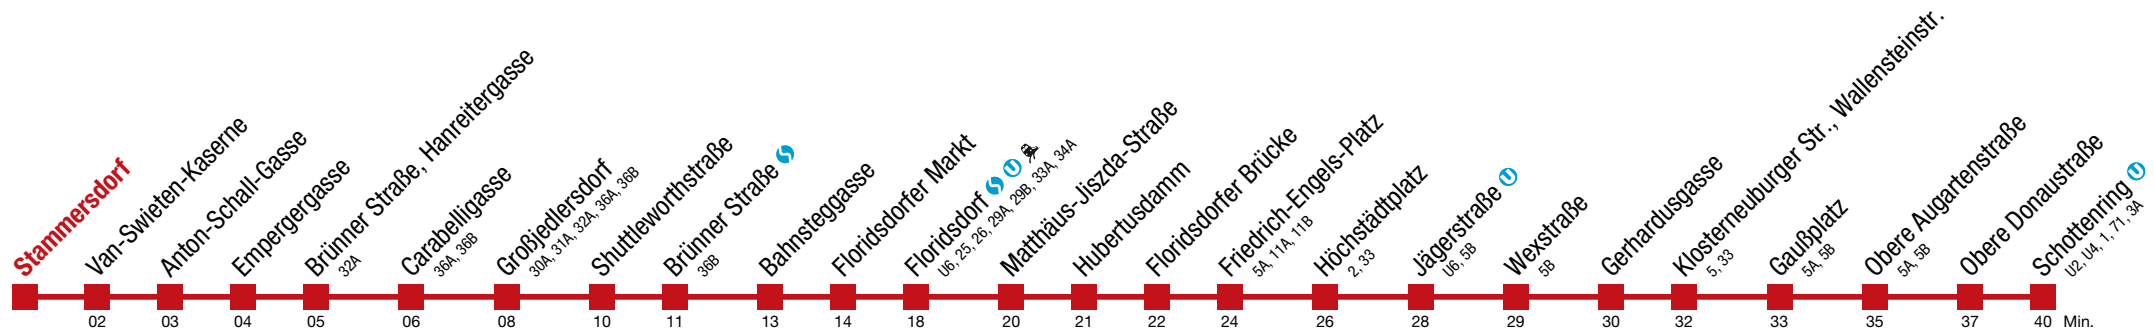 Stammersdorf
Van-Swieten-Kaserne
Anton-Schall-Gasse
Empergergasse
Brünner Straße, Hanreitergasse
32A
Carabelligasse
36A, 36B
Großjedlersdorf
30A, 31A, 32A, 36A, 36B
Shuttleworthstraße
Brünner Straße
36B
Bahnsteggasse
Floridsdorfer Markt
Floridsdorf
U6, 25, 26, 29A, 29B, 33A, 34A
Matthäus-Jiszda-Straße
Hubertusdamm
Floridsdorfer Brücke
Friedrich-Engels-Platz
5A, 11A, 11B
Höchstädtplatz
2, 33
Jägerstraße U
U6, 5B
Wexstraße
5B
Gerhardusgasse
Klosterneuburger Str., Wallensteinstr.
5, 33
Gaußplatz
5A, 5B
Obere Augartenstraße
5A, 5B
Obere Donaustraße
Schottenring U
U2, U4, 1, 71, 3A
02 03 04 05 06 08 10 11 13 14 18 20 21 22 24 26 28 29 30 32 33 35 37 40 Min.